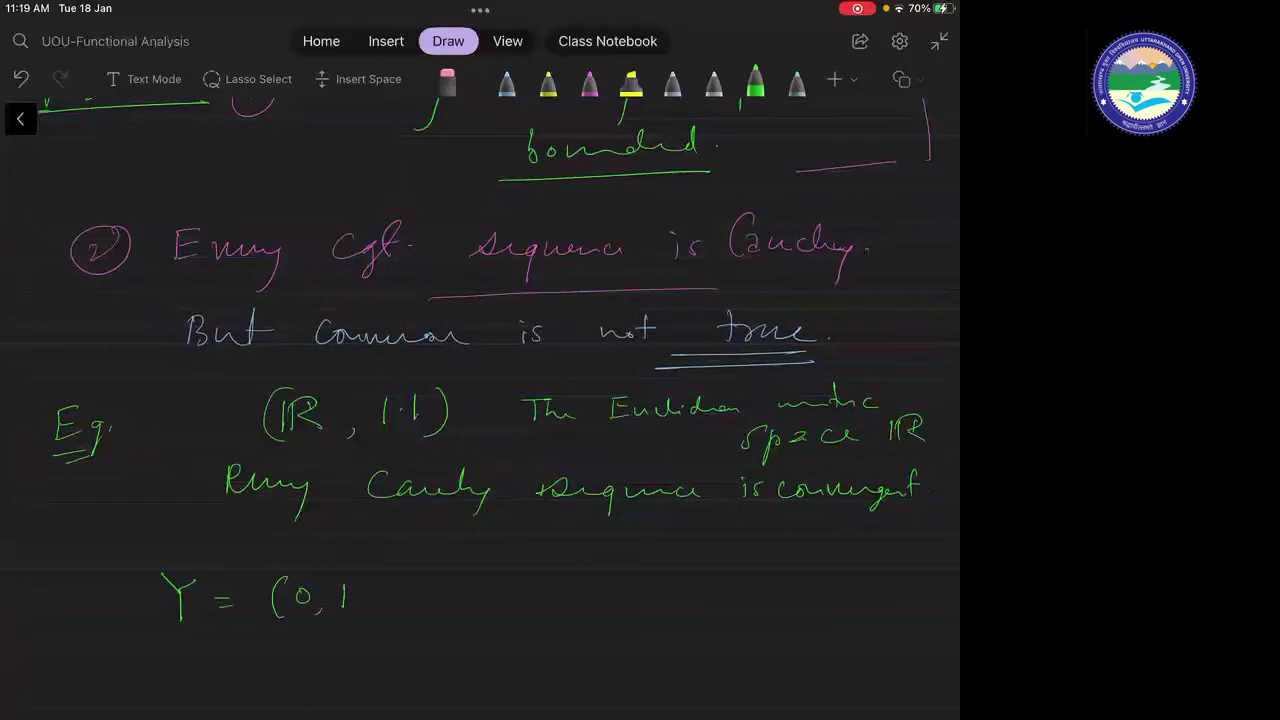 11:19 AM Tue 18 Jan
70%
UOU-Functional Analysis
Home Insert Draw View Class Notebook
Text Mode Lasso Select Insert Space
bounded.
② Every cgt. sequence is Cauchy.
But converse is not true.
Eg. (ℝ, |·|) The Euclidean metric
space ℝ
Every Cauchy sequence is convergent
Y = (0, 1